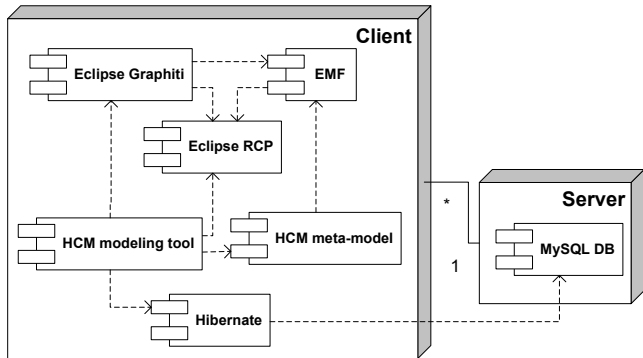 Client
Eclipse Graphiti
EMF
Eclipse RCP
Server
*
HCM modeling tool
HCM meta-model
MySQL DB
1
Hibernate